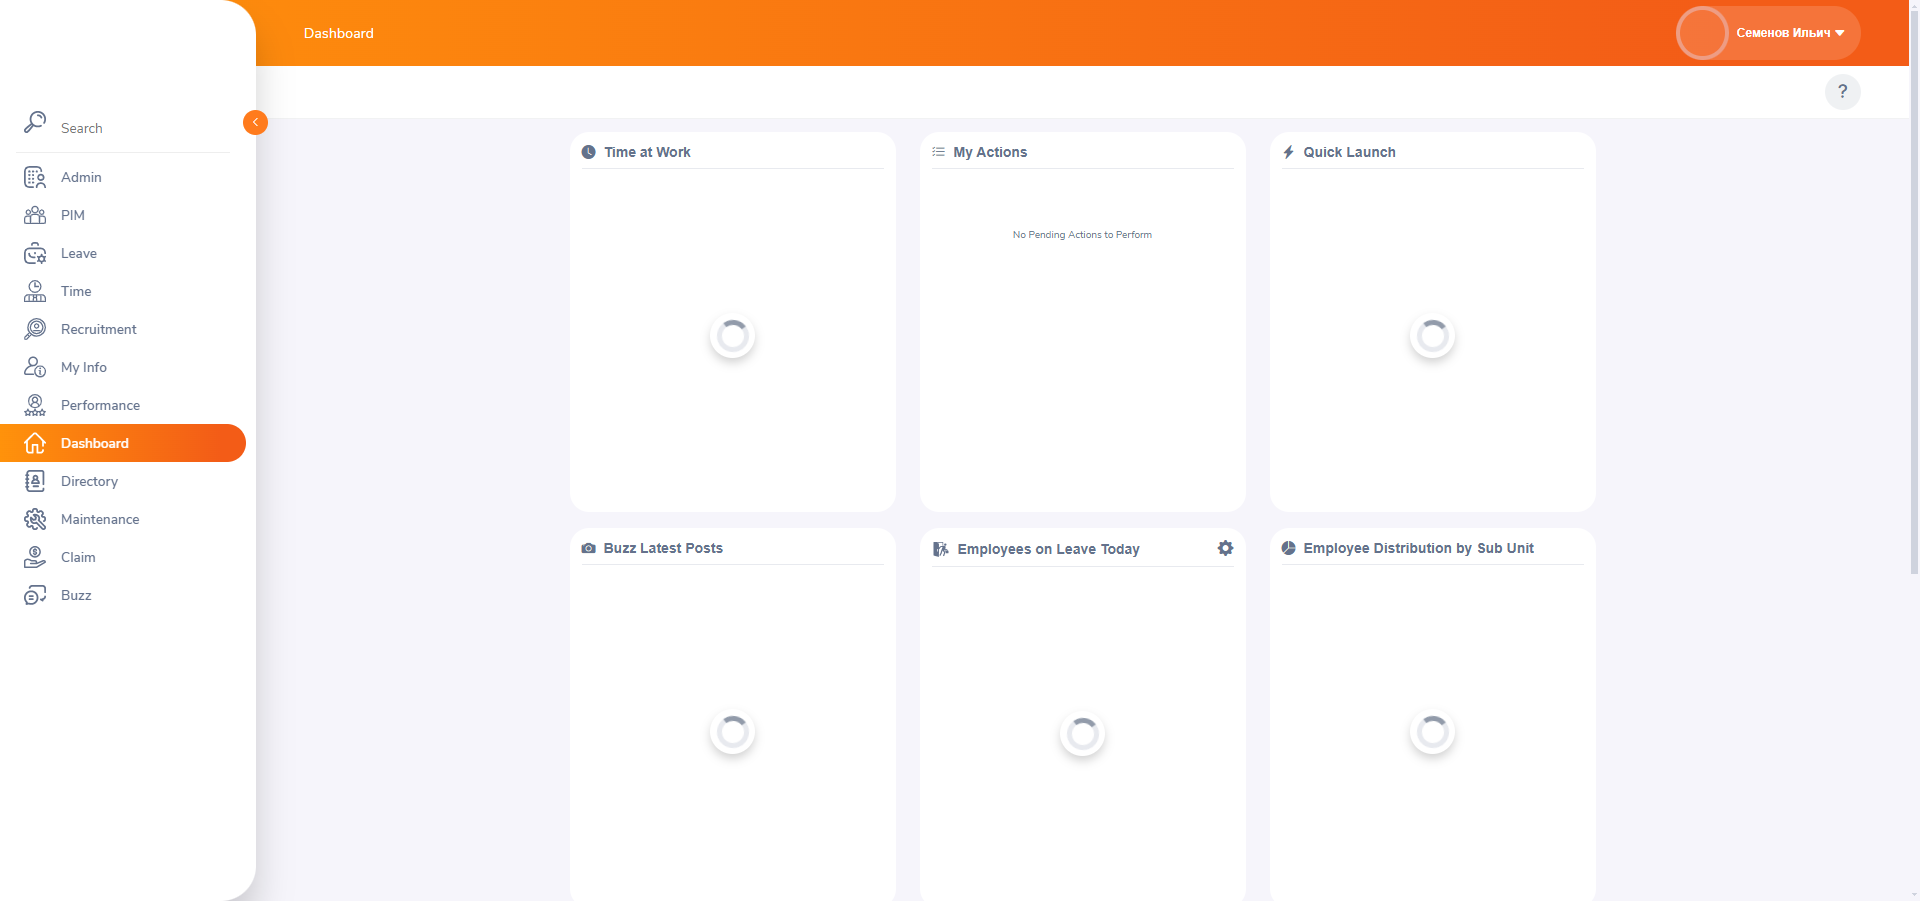 Dashboard
Семенов Ильич
?
Search
Admin
PIM
Leave
Time
Recruitment
My Info
Performance
Dashboard
Directory
Maintenance
Claim
Buzz
Time at Work
My Actions
No Pending Actions to Perform
Quick Launch
Buzz Latest Posts
Employees on Leave Today
Employee Distribution by Sub Unit